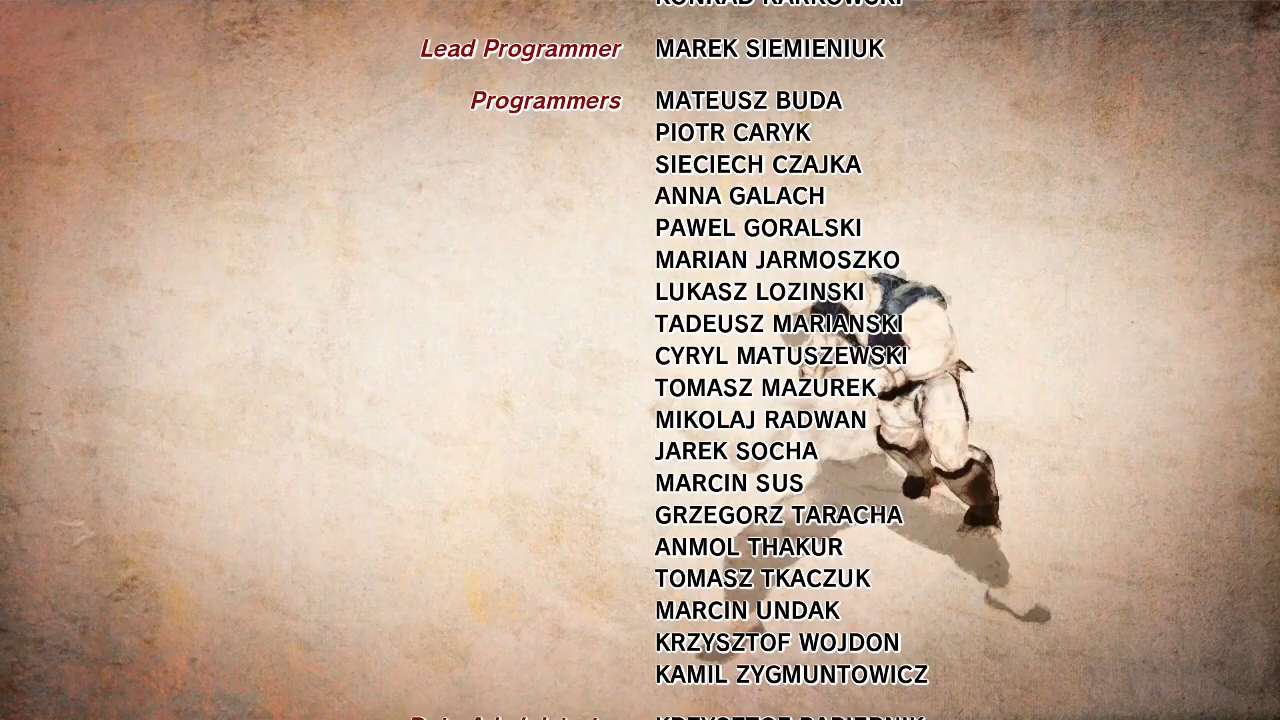 KONRAD KARKOWSKI
Lead Programmer MAREK SIEMIENIUK
Programmers MATEUSZ BUDA
PIOTR CARYK
SIECIECH CZAJKA
ANNA GALACH
PAWEL GORALSKI
MARIAN JARMOSZKO
LUKASZ LOZINSKI
TADEUSZ MARIANSKI
CYRYL MATUSZEWSKI
TOMASZ MAZUREK
MIKOLAJ RADWAN
JAREK SOCHA
MARCIN SUS
GRZEGORZ TARACHA
ANMOL THAKUR
TOMASZ TKACZUK
MARCIN UNDAK
KRZYSZTOF WOJDON
KAMIL ZYGMUNTOWICZ